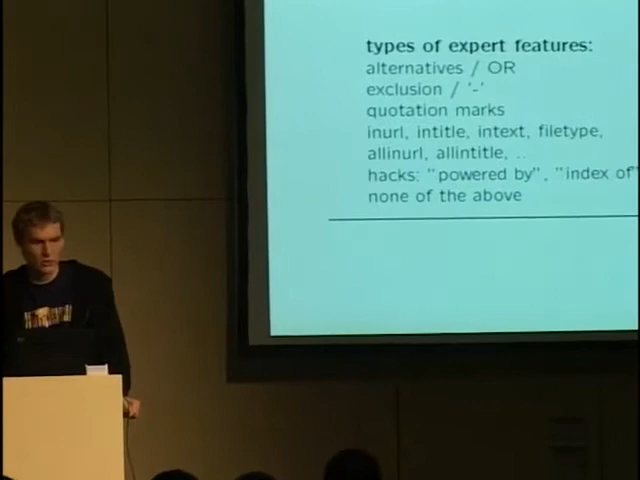 types of expert features:
alternatives / OR
exclusion / '-'
quotation marks
inurl, intitle, intext, filetype,
allinurl, allintitle, ..
hacks: "powered by", "index of"
none of the above